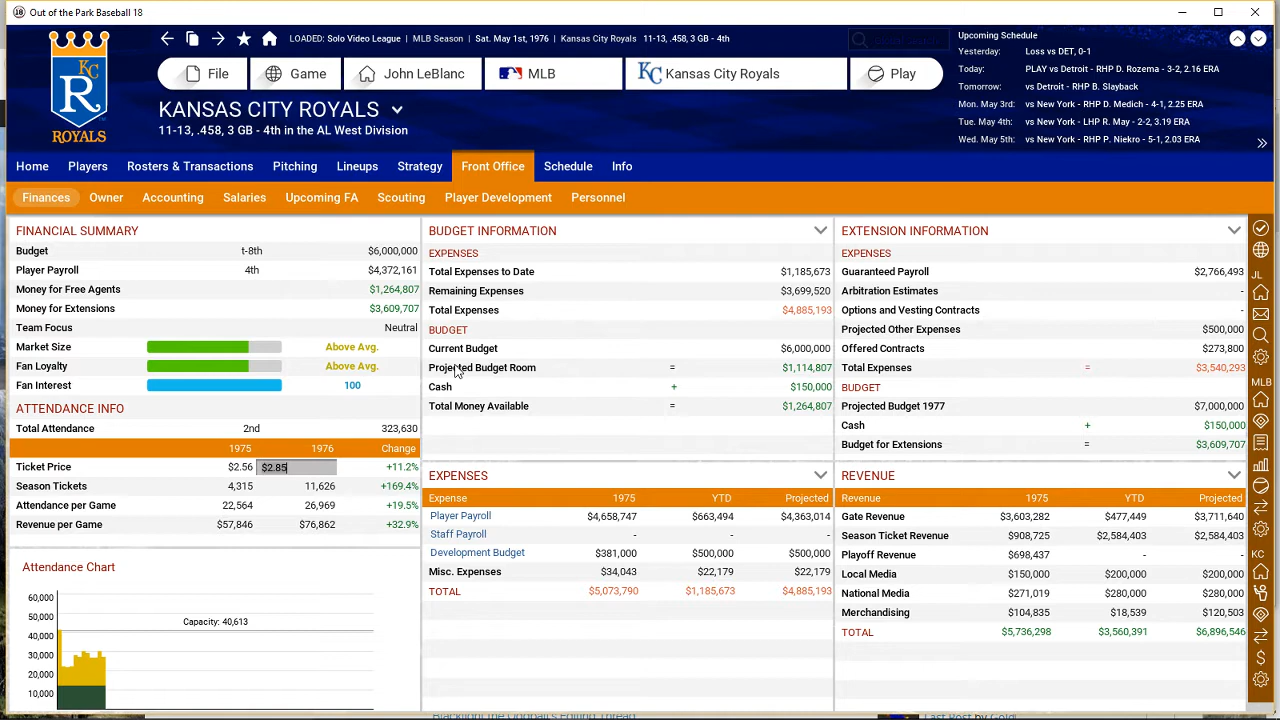 18 Out of the Park Baseball 18
LOADED: Solo Video League | MLB Season | Sat. May 1st, 1976 | Kansas City Royals 11-13, .458, 3 GB - 4th
Upcoming Schedule
Yesterday: Loss vs DET, 0-1
Today: PLAY vs Detroit - RHP D. Rozema - 3-2, 2.16 ERA
Tomorrow: vs Detroit - RHP B. Slayback
Mon. May 3rd: vs New York - RHP D. Medich - 4-1, 2.25 ERA
Tue. May 4th: vs New York - LHP R. May - 2-2, 3.19 ERA
Wed. May 5th: vs New York - RHP P. Niekro - 5-1, 2.03 ERA
KC R ROYALS
File Game John LeBlanc MLB KC Kansas City Royals Play
KANSAS CITY ROYALS
11-13, .458, 3 GB - 4th in the AL West Division
Home Players Rosters & Transactions Pitching Lineups Strategy Front Office Schedule Info
Finances Owner Accounting Salaries Upcoming FA Scouting Player Development Personnel
FINANCIAL SUMMARY
Budget t-8th $6,000,000
Player Payroll 4th $4,372,161
Money for Free Agents $1,264,807
Money for Extensions $3,609,707
Team Focus Neutral
Market Size Above Avg.
Fan Loyalty Above Avg.
Fan Interest 100
ATTENDANCE INFO
Total Attendance 2nd 323,630
1975 1976 Change
Ticket Price $2.56 $2.85 +11.2%
Season Tickets 4,315 11,626 +169.4%
Attendance per Game 22,564 26,969 +19.5%
Revenue per Game $57,846 $76,862 +32.9%
Attendance Chart
60,000
50,000
Capacity: 40,613
40,000
30,000
20,000
10,000
BUDGET INFORMATION
EXPENSES
Total Expenses to Date $1,185,673
Remaining Expenses $3,699,520
Total Expenses $4,885,193
BUDGET
Current Budget $6,000,000
Projected Budget Room = $1,114,807
Cash + $150,000
Total Money Available = $1,264,807
EXPENSES
Expense 1975 YTD Projected
Player Payroll $4,658,747 $663,494 $4,363,014
Staff Payroll - - -
Development Budget $381,000 $500,000 $500,000
Misc. Expenses $34,043 $22,179 $22,179
TOTAL $5,073,790 $1,185,673 $4,885,193
EXTENSION INFORMATION
EXPENSES
Guaranteed Payroll $2,766,493
Arbitration Estimates -
Options and Vesting Contracts -
Projected Other Expenses $500,000
Offered Contracts $273,800
Total Expenses = $3,540,293
BUDGET
Projected Budget 1977 $7,000,000
Cash + $150,000
Budget for Extensions = $3,609,707
REVENUE
Revenue 1975 YTD Projected
Gate Revenue $3,603,282 $477,449 $3,711,640
Season Ticket Revenue $908,725 $2,584,403 $2,584,403
Playoff Revenue $698,437 - -
Local Media $150,000 $200,000 $200,000
National Media $271,019 $280,000 $280,000
Merchandising $104,835 $18,539 $120,503
TOTAL $5,736,298 $3,560,391 $6,896,546
JL
MLB
KC